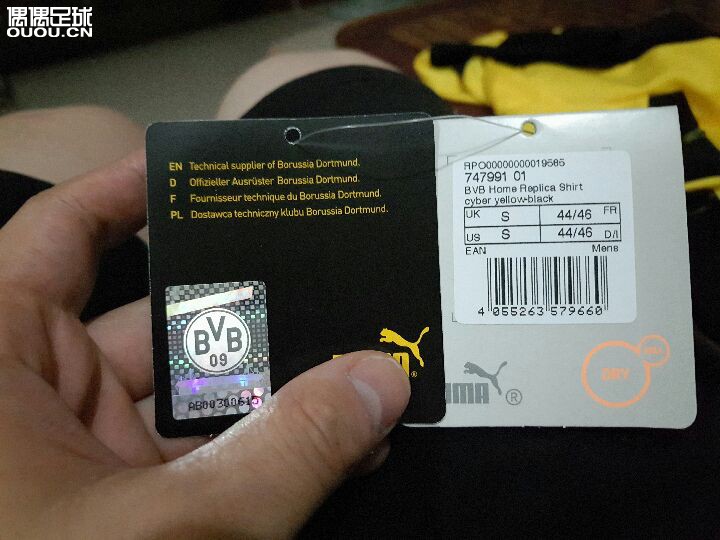 偶偶足球
OUOU.CN
EN Technical supplier of Borussia Dortmund.
D Offizieller Ausrüster Borussia Dortmund.
F Fournisseur technique du Borussia Dortmund.
PL Dostawca techniczny klubu Borussia Dortmund.
BVB
09
PUMA®
RPO00000000019585
747991 01
BVB Home Replica Shirt
cyber yellow-black
UK S 44/46 FR
US S 44/46 D/I
EAN Mens
4 055263 579660
DRY
PUMA®